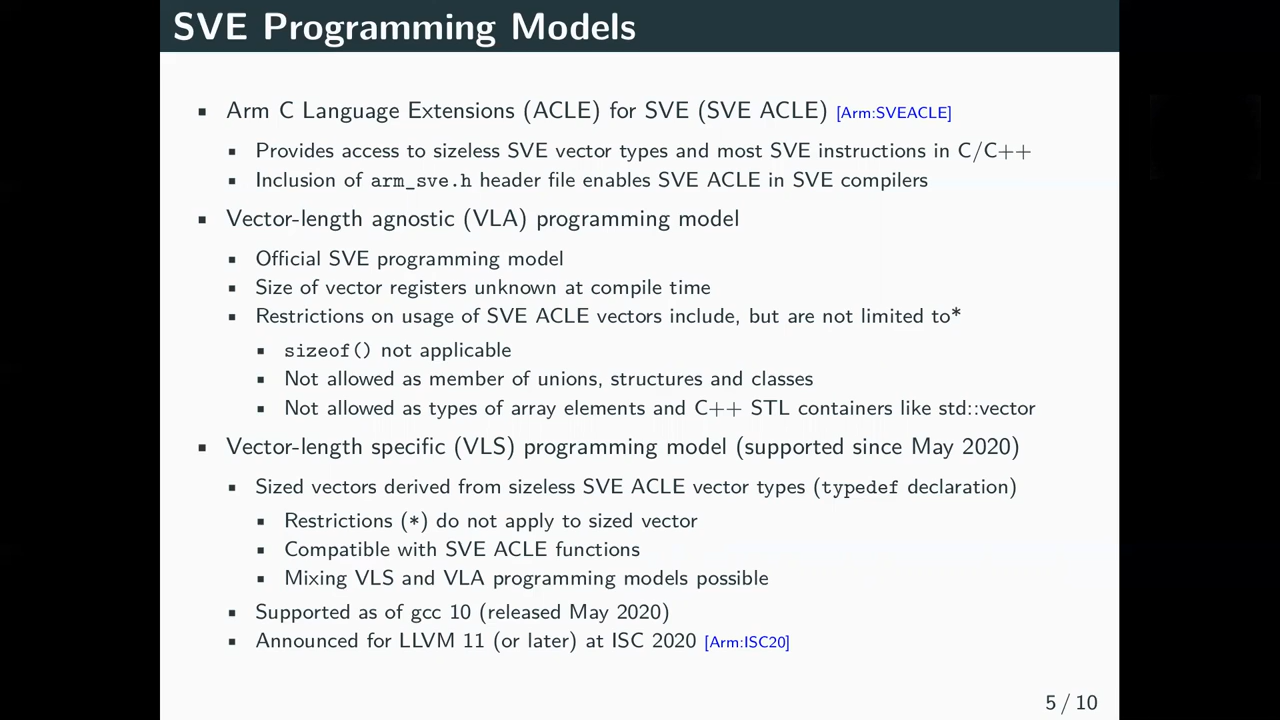 SVE Programming Models
▪ Arm C Language Extensions (ACLE) for SVE (SVE ACLE) [Arm:SVEACLE]
▪ Provides access to sizeless SVE vector types and most SVE instructions in C/C++
▪ Inclusion of arm_sve.h header file enables SVE ACLE in SVE compilers
▪ Vector-length agnostic (VLA) programming model
▪ Official SVE programming model
▪ Size of vector registers unknown at compile time
▪ Restrictions on usage of SVE ACLE vectors include, but are not limited to*
▪ sizeof() not applicable
▪ Not allowed as member of unions, structures and classes
▪ Not allowed as types of array elements and C++ STL containers like std::vector
▪ Vector-length specific (VLS) programming model (supported since May 2020)
▪ Sized vectors derived from sizeless SVE ACLE vector types (typedef declaration)
▪ Restrictions (*) do not apply to sized vector
▪ Compatible with SVE ACLE functions
▪ Mixing VLS and VLA programming models possible
▪ Supported as of gcc 10 (released May 2020)
▪ Announced for LLVM 11 (or later) at ISC 2020 [Arm:ISC20]
5 / 10